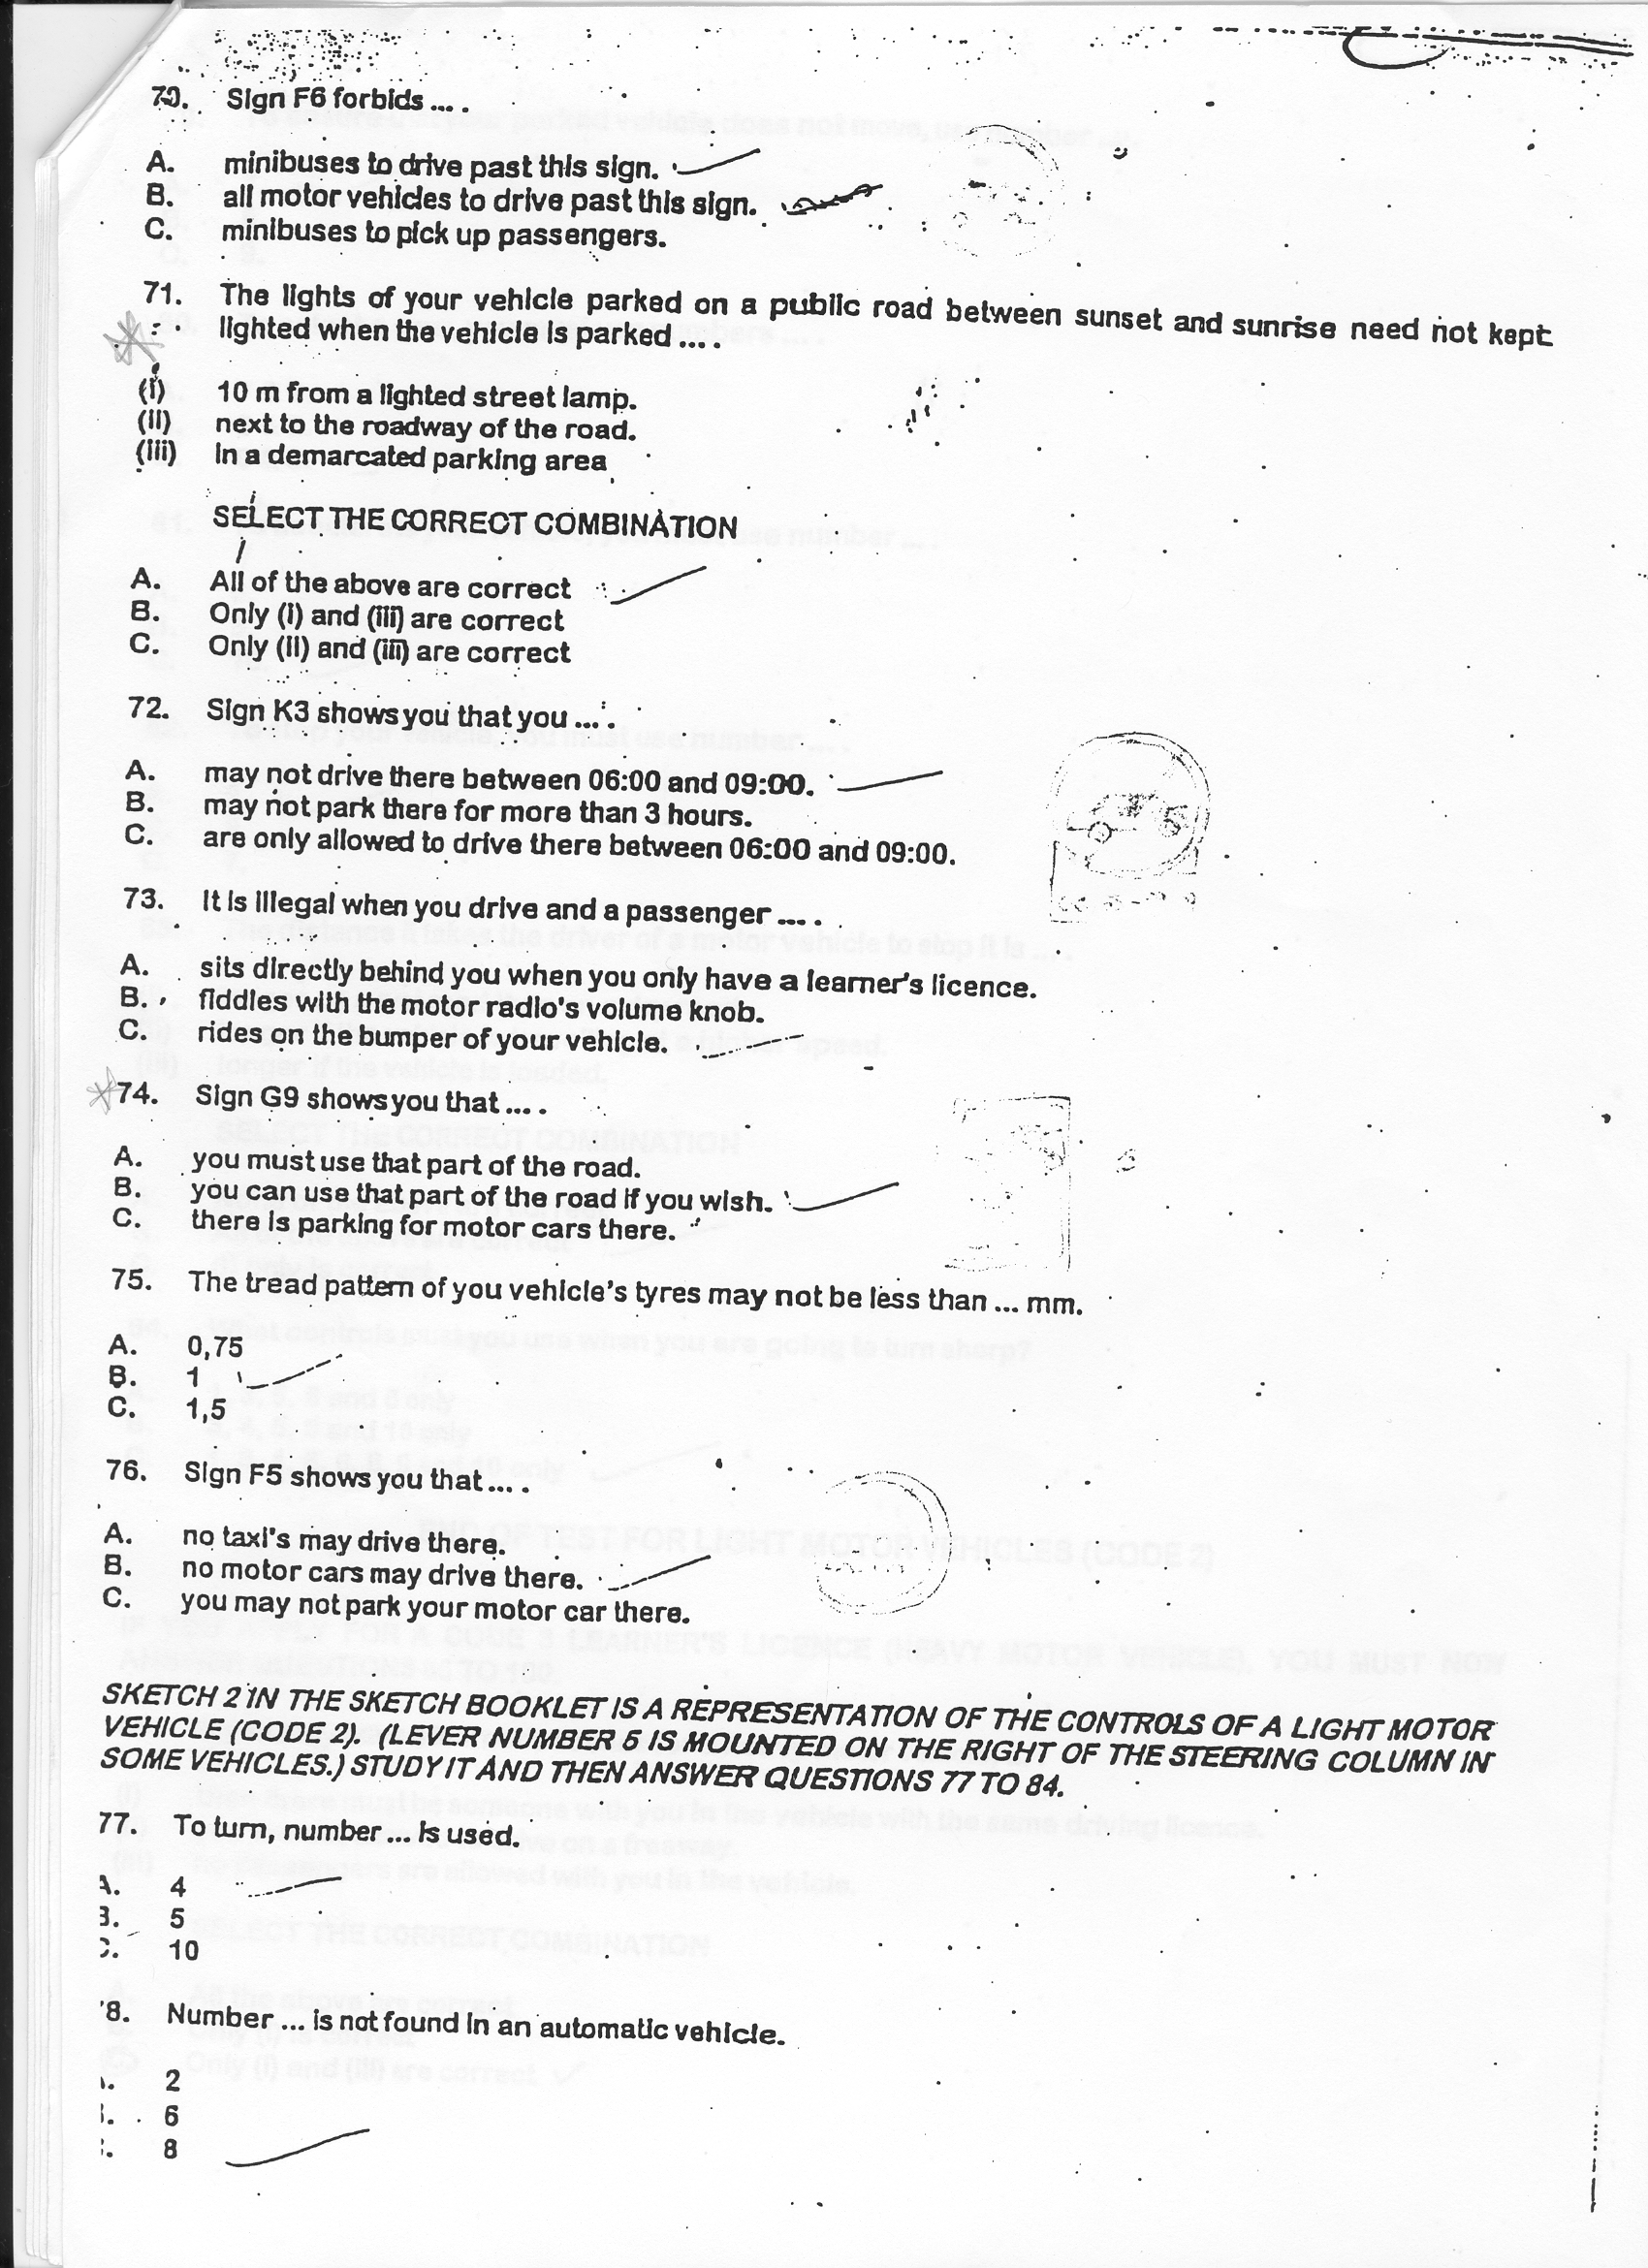 70. Sign F6 forbids ... .
A. minibuses to drive past this sign.
B. all motor vehicles to drive past this sign.
C. minibuses to pick up passengers.
71. The lights of your vehicle parked on a public road between sunset and sunrise need not kept
lighted when the vehicle is parked ... .
(i) 10 m from a lighted street lamp.
(ii) next to the roadway of the road.
(iii) in a demarcated parking area
SELECT THE CORRECT COMBINATION
A. All of the above are correct
B. Only (i) and (iii) are correct
C. Only (ii) and (iii) are correct
72. Sign K3 shows you that you ... .
A. may not drive there between 06:00 and 09:00.
B. may not park there for more than 3 hours.
C. are only allowed to drive there between 06:00 and 09:00.
73. It is illegal when you drive and a passenger ... .
A. sits directly behind you when you only have a learner's licence.
B. fiddles with the motor radio's volume knob.
C. rides on the bumper of your vehicle.
74. Sign G9 shows you that ... .
A. you must use that part of the road.
B. you can use that part of the road if you wish.
C. there is parking for motor cars there.
75. The tread pattern of you vehicle's tyres may not be less than ... mm.
A. 0,75
B. 1
C. 1,5
76. Sign F5 shows you that ... .
A. no taxi's may drive there.
B. no motor cars may drive there.
C. you may not park your motor car there.
SKETCH 2 IN THE SKETCH BOOKLET IS A REPRESENTATION OF THE CONTROLS OF A LIGHT MOTOR
VEHICLE (CODE 2). (LEVER NUMBER 5 IS MOUNTED ON THE RIGHT OF THE STEERING COLUMN IN
SOME VEHICLES.) STUDY IT AND THEN ANSWER QUESTIONS 77 TO 84.
77. To turn, number ... is used.
A. 4
B. 5
C. 10
8. Number ... is not found in an automatic vehicle.
2
6
8